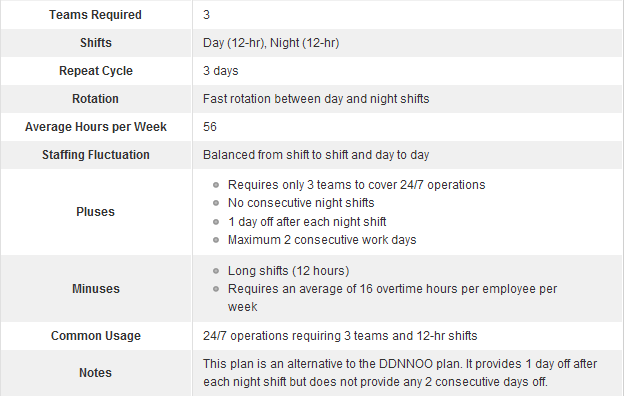 Teams Required 3
Shifts Day (12-hr), Night (12-hr)
Repeat Cycle 3 days
Rotation Fast rotation between day and night shifts
Average Hours per Week 56
Staffing Fluctuation Balanced from shift to shift and day to day
Pluses
Requires only 3 teams to cover 24/7 operations
No consecutive night shifts
1 day off after each night shift
Maximum 2 consecutive work days
Minuses
Long shifts (12 hours)
Requires an average of 16 overtime hours per employee per
week
Common Usage 24/7 operations requiring 3 teams and 12-hr shifts
Notes
This plan is an alternative to the DDNNOO plan. It provides 1 day off after
each night shift but does not provide any 2 consecutive days off.